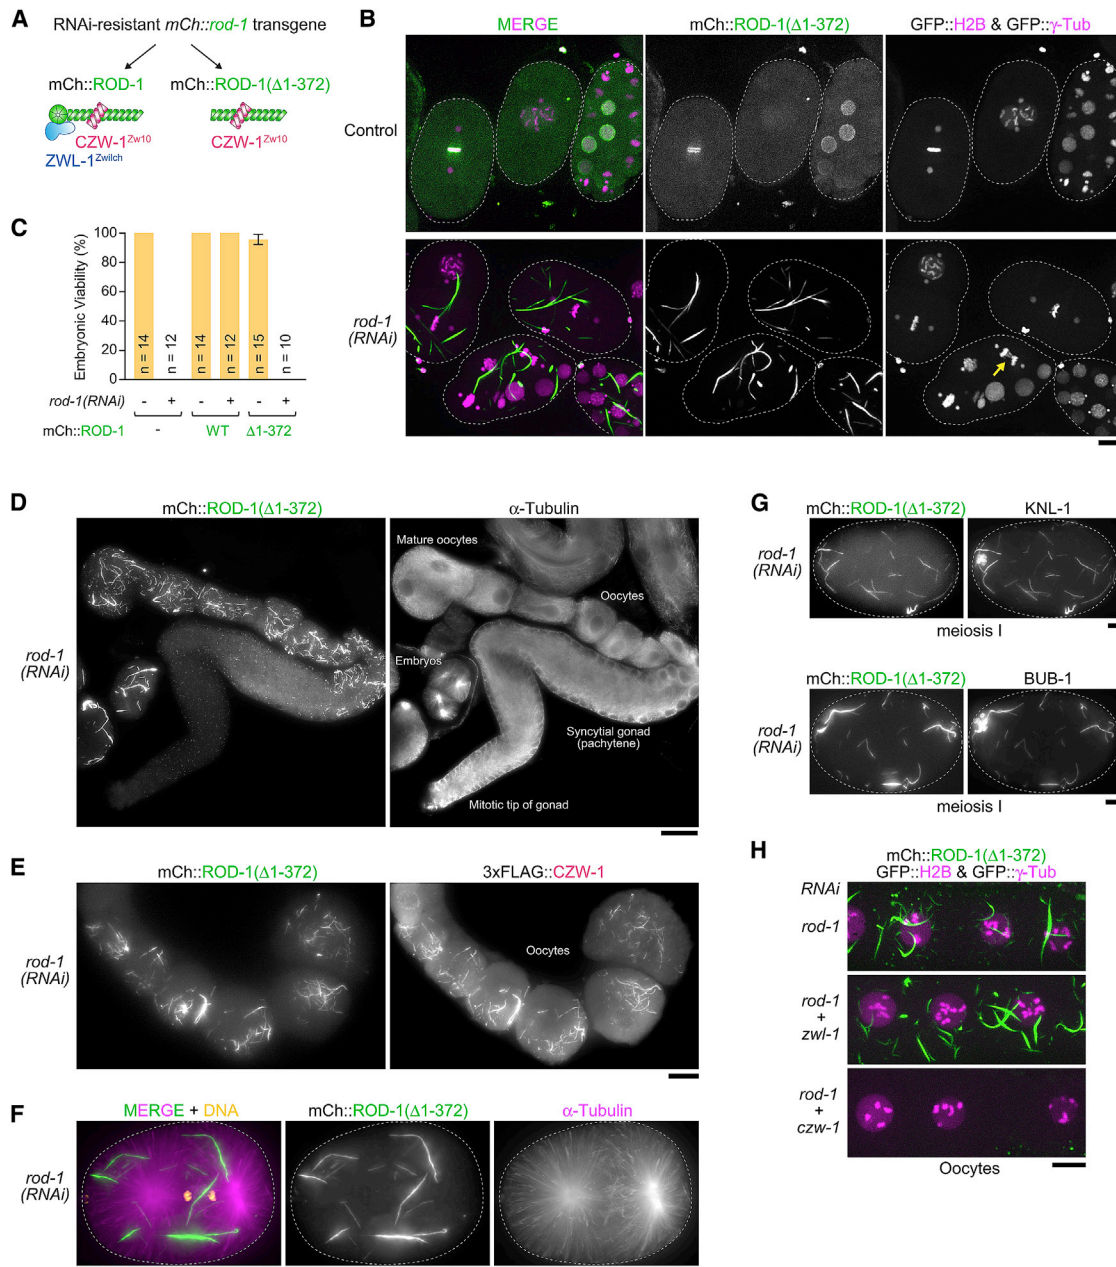 A
RNAi-resistant mCh::rod-1 transgene
mCh::ROD-1
mCh::ROD-1(Δ1-372)
CZW-1Zw10
CZW-1Zw10
ZWL-1Zwilch
B
MERGE
mCh::ROD-1(Δ1-372)
GFP::H2B & GFP::γ-Tub
Control
rod-1
(RNAi)
C
Embryonic Viability (%)
100
80
60
40
20
0
n = 14
n = 12
n = 14
n = 12
n = 15
n = 10
rod-1(RNAi)
- + - + - +
mCh::ROD-1
- WT Δ1-372
D
mCh::ROD-1(Δ1-372)
α-Tubulin
rod-1
(RNAi)
Mature oocytes
Oocytes
Embryos
Syncytial gonad
(pachytene)
Mitotic tip of gonad
E
mCh::ROD-1(Δ1-372)
3xFLAG::CZW-1
rod-1
(RNAi)
Oocytes
F
MERGE + DNA
mCh::ROD-1(Δ1-372)
α-Tubulin
rod-1
(RNAi)
G
mCh::ROD-1(Δ1-372)
KNL-1
rod-1
(RNAi)
meiosis I
mCh::ROD-1(Δ1-372)
BUB-1
rod-1
(RNAi)
meiosis I
H
mCh::ROD-1(Δ1-372)
GFP::H2B & GFP::γ-Tub
RNAi
rod-1
rod-1
+
zwl-1
rod-1
+
czw-1
Oocytes